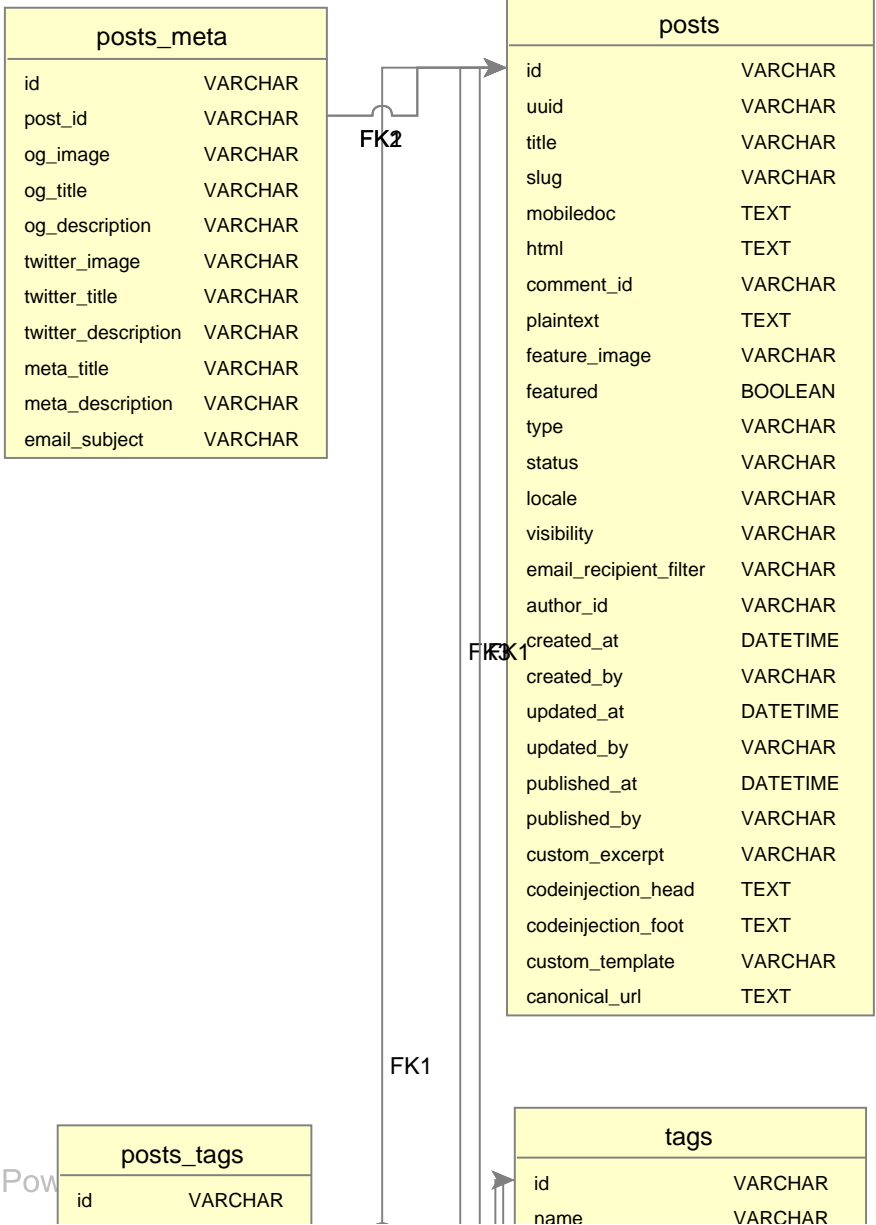 posts_meta
id VARCHAR
post_id VARCHAR
og_image VARCHAR
og_title VARCHAR
og_description VARCHAR
twitter_image VARCHAR
twitter_title VARCHAR
twitter_description VARCHAR
meta_title VARCHAR
meta_description VARCHAR
email_subject VARCHAR
posts
id VARCHAR
uuid VARCHAR
title VARCHAR
slug VARCHAR
mobiledoc TEXT
html TEXT
comment_id VARCHAR
plaintext TEXT
feature_image VARCHAR
featured BOOLEAN
type VARCHAR
status VARCHAR
locale VARCHAR
visibility VARCHAR
email_recipient_filter VARCHAR
author_id VARCHAR
created_at DATETIME
created_by VARCHAR
updated_at DATETIME
updated_by VARCHAR
published_at DATETIME
published_by VARCHAR
custom_excerpt VARCHAR
codeinjection_head TEXT
codeinjection_foot TEXT
custom_template VARCHAR
canonical_url TEXT
FK1
posts_tags
id VARCHAR
Pow
tags
id VARCHAR
name VARCHAR